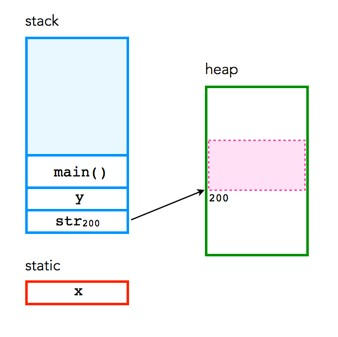 stack
heap
main()
y
str200
200
static
x